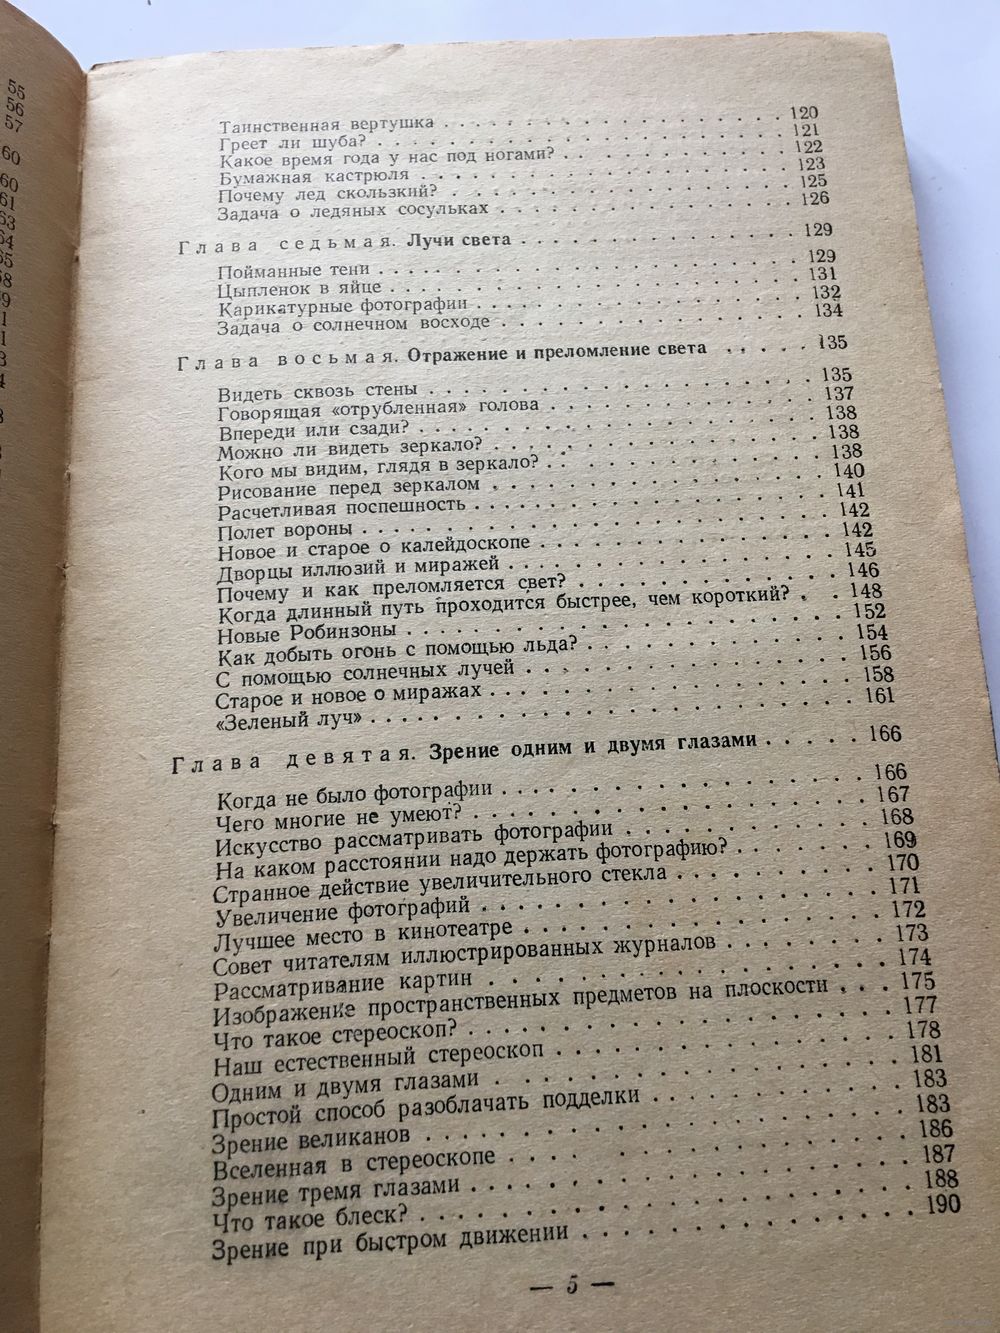 55
56
57
60
60
61
63
64
65
68
Таинственная вертушка . . . . . . . . . . . . . . . . . . 120
Греет ли шуба? . . . . . . . . . . . . . . . . . . . . . 121
Какое время года у нас под ногами? . . . . . . . . . . . 122
Бумажная кастрюля . . . . . . . . . . . . . . . . . . . . 123
Почему лед скользкий? . . . . . . . . . . . . . . . . . . 125
Задача о ледяных сосульках . . . . . . . . . . . . . . . 126
Глава седьмая. Лучи света . . . . . . . . . . . . . . . 129
Пойманные тени . . . . . . . . . . . . . . . . . . . . . 129
Цыпленок в яйце . . . . . . . . . . . . . . . . . . . . . 131
Карикатурные фотографии . . . . . . . . . . . . . . . . . 132
Задача о солнечном восходе . . . . . . . . . . . . . . . 134
Глава восьмая. Отражение и преломление света . . . . . 135
Видеть сквозь стены . . . . . . . . . . . . . . . . . . . 135
Говорящая «отрубленная» голова . . . . . . . . . . . . . 137
Впереди или сзади? . . . . . . . . . . . . . . . . . . . 138
Можно ли видеть зеркало? . . . . . . . . . . . . . . . . 138
Кого мы видим, глядя в зеркало? . . . . . . . . . . . . . 138
Рисование перед зеркалом . . . . . . . . . . . . . . . . 140
Расчетливая поспешность . . . . . . . . . . . . . . . . . 141
Полет вороны . . . . . . . . . . . . . . . . . . . . . . 142
Новое и старое о калейдоскопе . . . . . . . . . . . . . . 142
Дворцы иллюзий и миражей . . . . . . . . . . . . . . . . 145
Почему и как преломляется свет? . . . . . . . . . . . . . 146
Когда длинный путь проходится быстрее, чем короткий? . . 148
Новые Робинзоны . . . . . . . . . . . . . . . . . . . . . 152
Как добыть огонь с помощью льда? . . . . . . . . . . . . 154
С помощью солнечных лучей . . . . . . . . . . . . . . . . 156
Старое и новое о миражах . . . . . . . . . . . . . . . . 158
«Зеленый луч» . . . . . . . . . . . . . . . . . . . . . . 161
Глава девятая. Зрение одним и двумя глазами . . . . . 166
Когда не было фотографии . . . . . . . . . . . . . . . . 166
Чего многие не умеют? . . . . . . . . . . . . . . . . . . 167
Искусство рассматривать фотографии . . . . . . . . . . . 168
На каком расстоянии надо держать фотографию? . . . . . . 169
Странное действие увеличительного стекла . . . . . . . . 170
Увеличение фотографий . . . . . . . . . . . . . . . . . . 171
Лучшее место в кинотеатре . . . . . . . . . . . . . . . . 172
Совет читателям иллюстрированных журналов . . . . . . . 173
Рассматривание картин . . . . . . . . . . . . . . . . . . 174
Изображение пространственных предметов на плоскости . . . 175
Что такое стереоскоп? . . . . . . . . . . . . . . . . . . 177
Наш естественный стереоскоп . . . . . . . . . . . . . . . 178
Одним и двумя глазами . . . . . . . . . . . . . . . . . . 181
Простой способ разоблачать подделки . . . . . . . . . . . 183
Зрение великанов . . . . . . . . . . . . . . . . . . . . 183
Вселенная в стереоскопе . . . . . . . . . . . . . . . . . 186
Зрение тремя глазами . . . . . . . . . . . . . . . . . . 187
Что такое блеск? . . . . . . . . . . . . . . . . . . . . 188
Зрение при быстром движении . . . . . . . . . . . . . . . 190
— 5 —